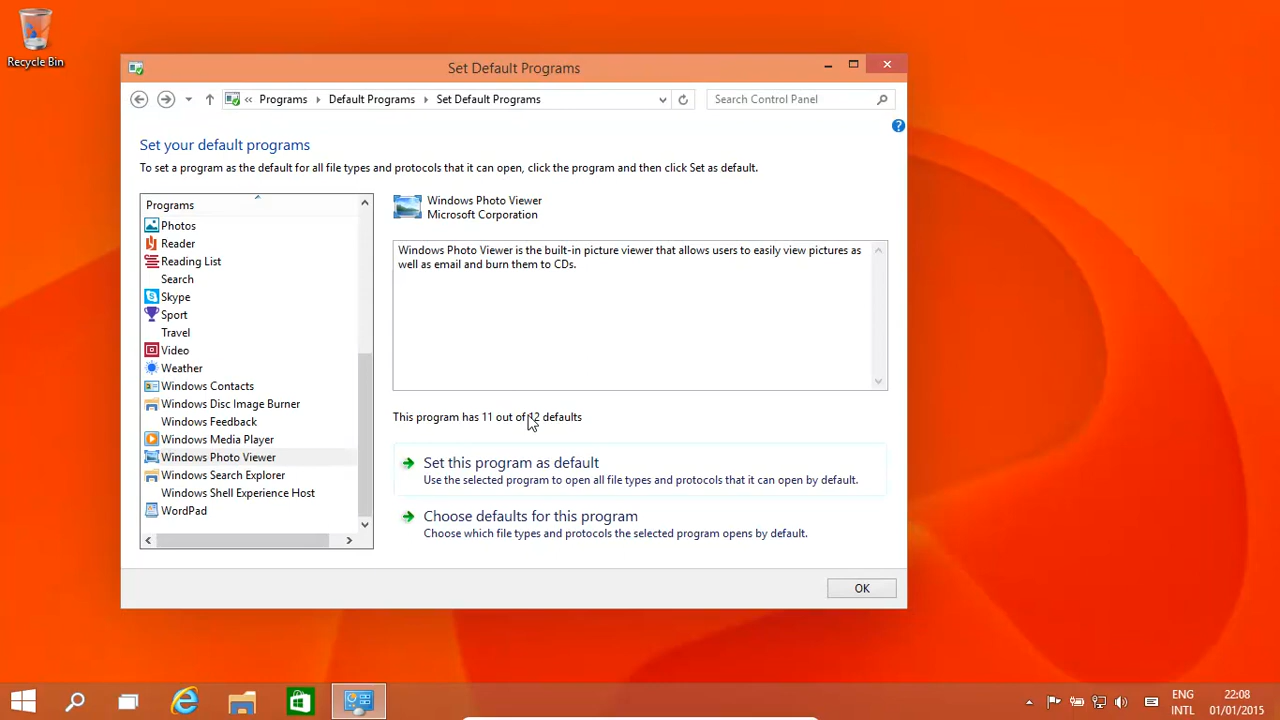 Recycle Bin
Set Default Programs
« Programs › Default Programs › Set Default Programs
Search Control Panel
Set your default programs
To set a program as the default for all file types and protocols that it can open, click the program and then click Set as default.
Programs
Photos
Reader
Reading List
Search
Skype
Sport
Travel
Video
Weather
Windows Contacts
Windows Disc Image Burner
Windows Feedback
Windows Media Player
Windows Photo Viewer
Windows Search Explorer
Windows Shell Experience Host
WordPad
Windows Photo Viewer
Microsoft Corporation
Windows Photo Viewer is the built-in picture viewer that allows users to easily view pictures as
well as email and burn them to CDs.
This program has 11 out of 12 defaults
Set this program as default
Use the selected program to open all file types and protocols that it can open by default.
Choose defaults for this program
Choose which file types and protocols the selected program opens by default.
OK
ENG
INTL
22:08
01/01/2015